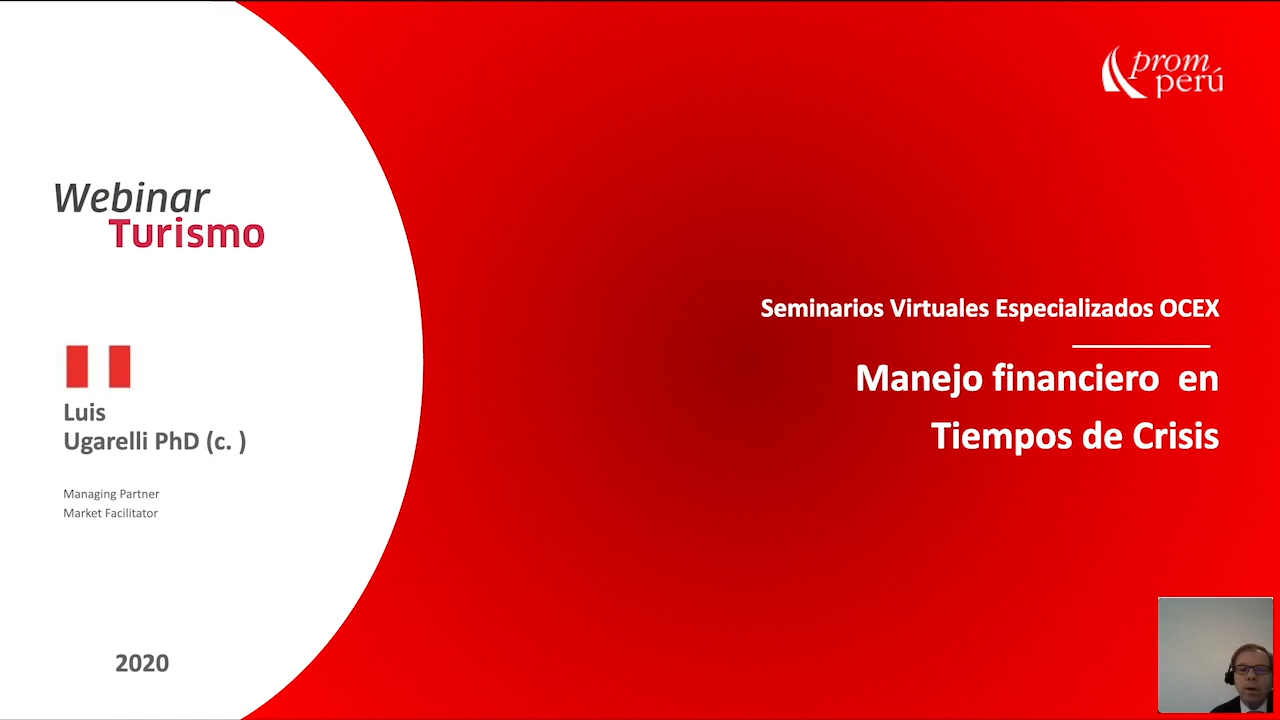 prom
perú
Webinar
Turismo
Luis
Ugarelli PhD (c. )
Managing Partner
Market Facilitator
2020
Seminarios Virtuales Especializados OCEX
Manejo financiero  en
Tiempos de Crisis